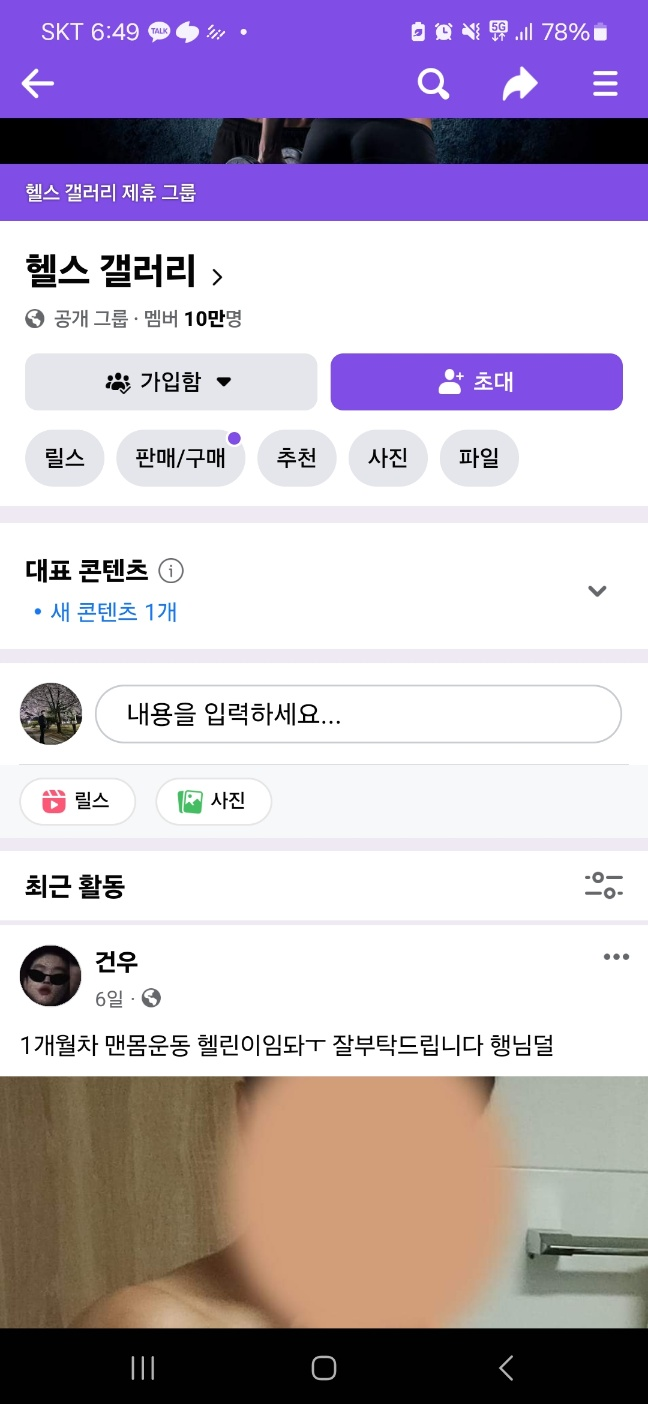 SKT 6:49 TALK 5G 78%
헬스 갤러리 제휴 그룹
헬스 갤러리 >
공개 그룹 · 멤버 10만명
가입함 초대
릴스 판매/구매 추천 사진 파일
대표 콘텐츠
• 새 콘텐츠 1개
내용을 입력하세요...
릴스 사진
최근 활동
건우
6일 ·
1개월차 맨몸운동 헬린이임돠ㅜ 잘부탁드립니다 행님덜